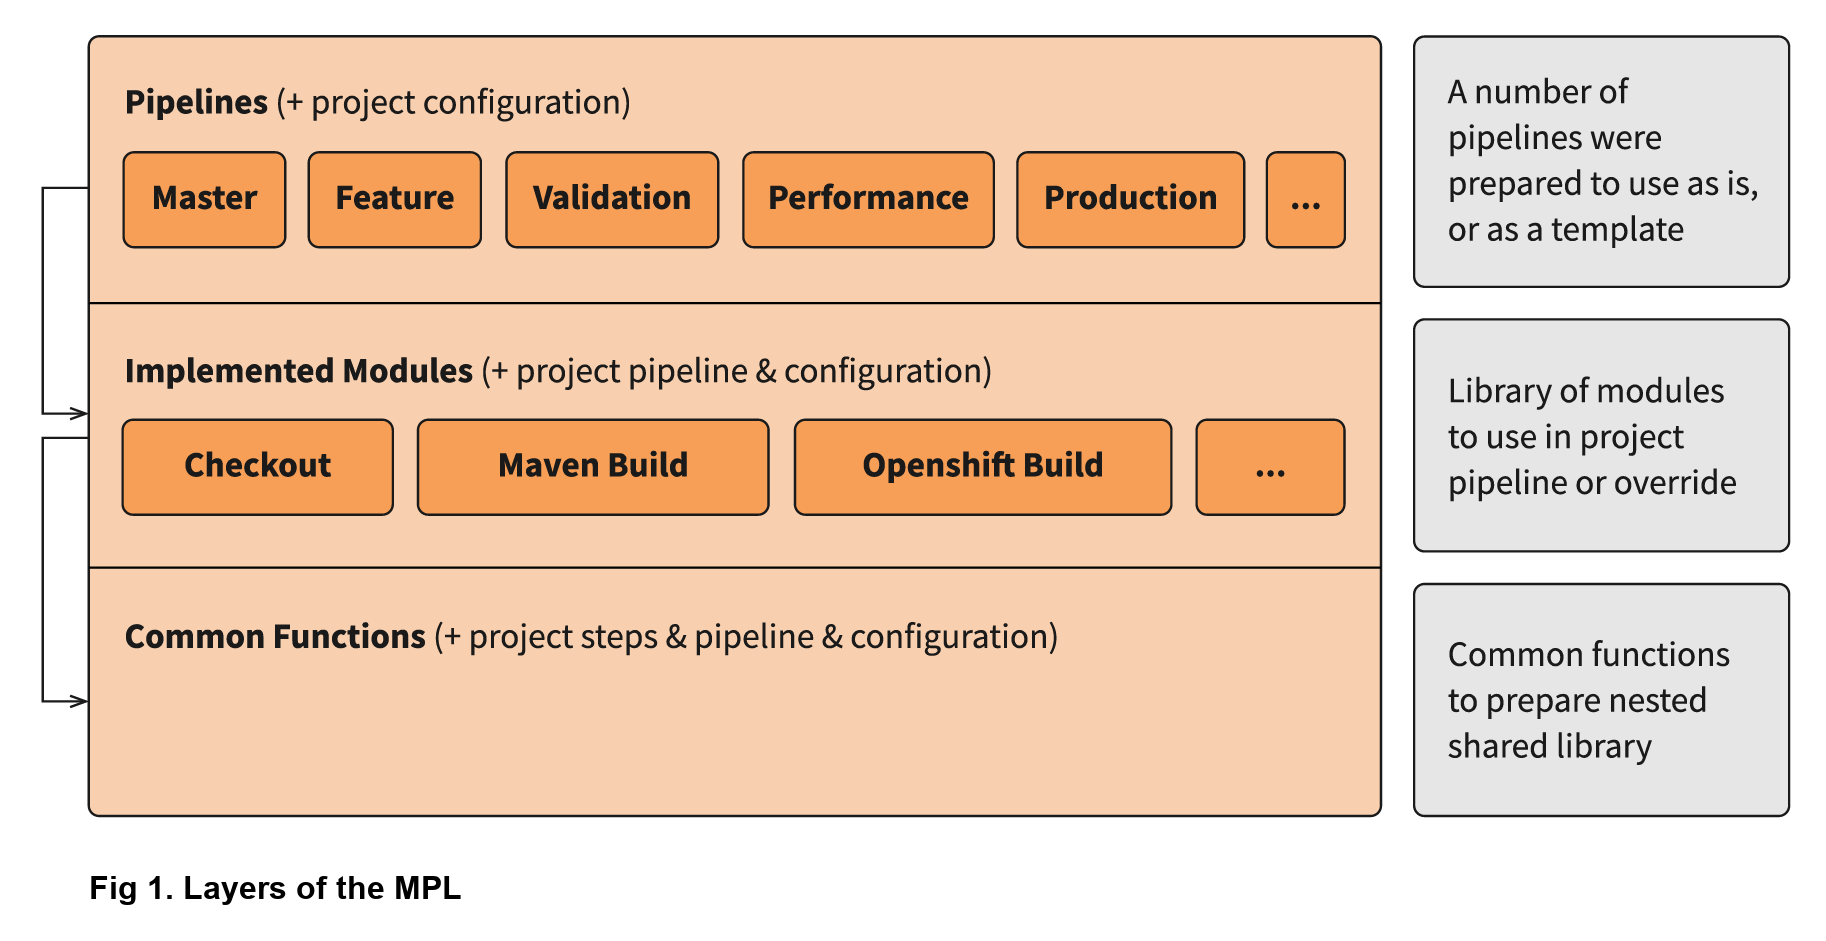 Pipelines (+ project configuration)
Master
Feature
Validation
Performance
Production
...
A number of
pipelines were
prepared to use as is,
or as a template
Implemented Modules (+ project pipeline & configuration)
Checkout
Maven Build
Openshift Build
...
Library of modules
to use in project
pipeline or override
Common Functions (+ project steps & pipeline & configuration)
Common functions
to prepare nested
shared library
Fig 1. Layers of the MPL